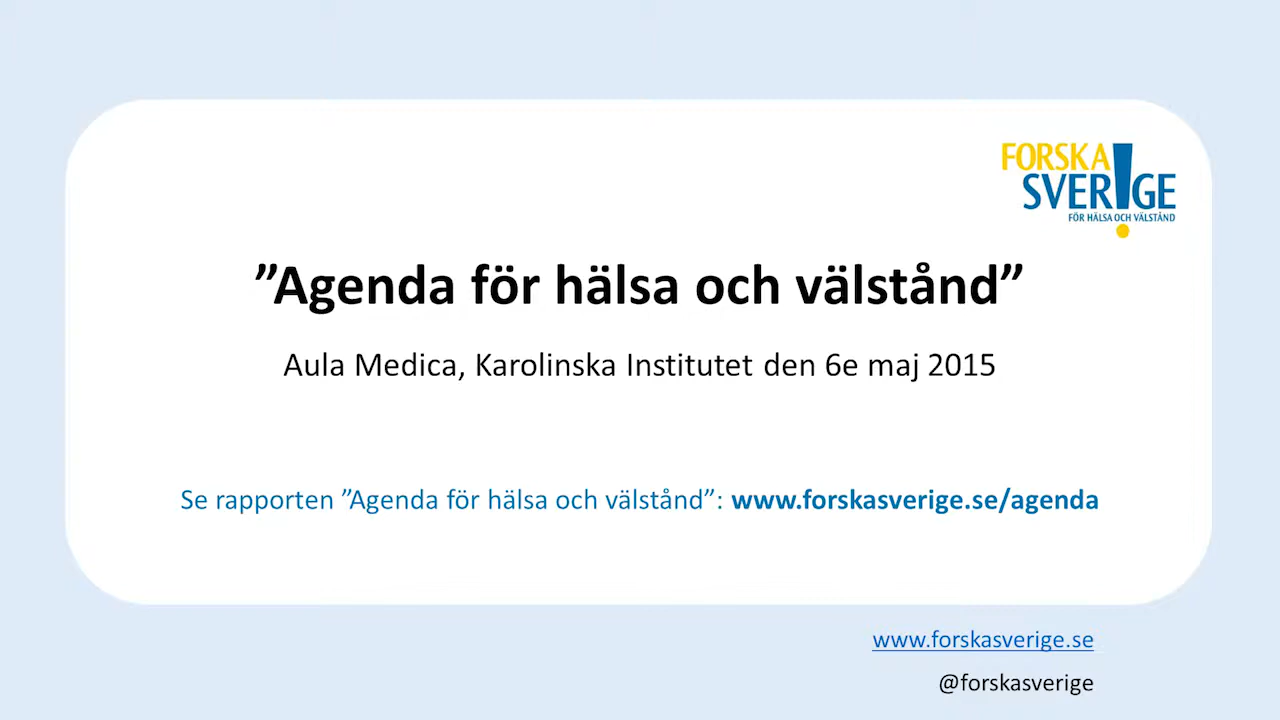 FORSKA
SVER!GE
FÖR HÄLSA OCH VÄLSTÅND
”Agenda för hälsa och välstånd”
Aula Medica, Karolinska Institutet den 6e maj 2015
Se rapporten ”Agenda för hälsa och välstånd”: www.forskasverige.se/agenda
www.forskasverige.se
@forskasverige